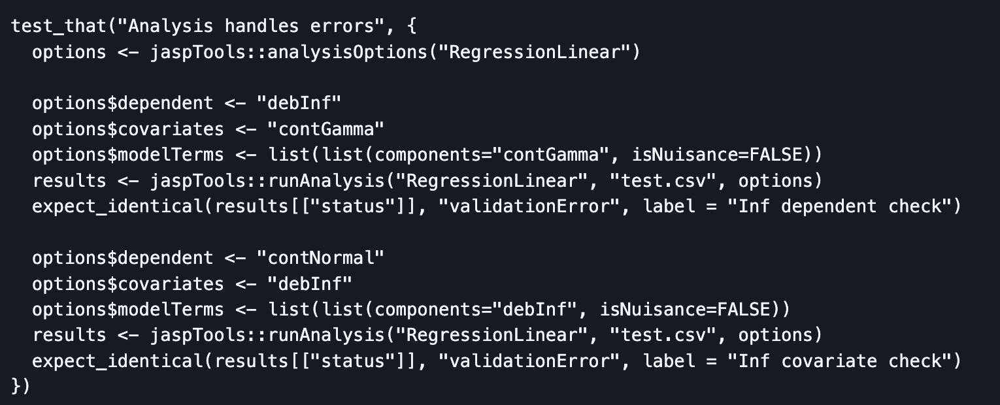 test_that("Analysis handles errors", {
  options <- jaspTools::analysisOptions("RegressionLinear")

  options$dependent <- "debInf"
  options$covariates <- "contGamma"
  options$modelTerms <- list(list(components="contGamma", isNuisance=FALSE))
  results <- jaspTools::runAnalysis("RegressionLinear", "test.csv", options)
  expect_identical(results[["status"]], "validationError", label = "Inf dependent check")

  options$dependent <- "contNormal"
  options$covariates <- "debInf"
  options$modelTerms <- list(list(components="debInf", isNuisance=FALSE))
  results <- jaspTools::runAnalysis("RegressionLinear", "test.csv", options)
  expect_identical(results[["status"]], "validationError", label = "Inf covariate check")
})